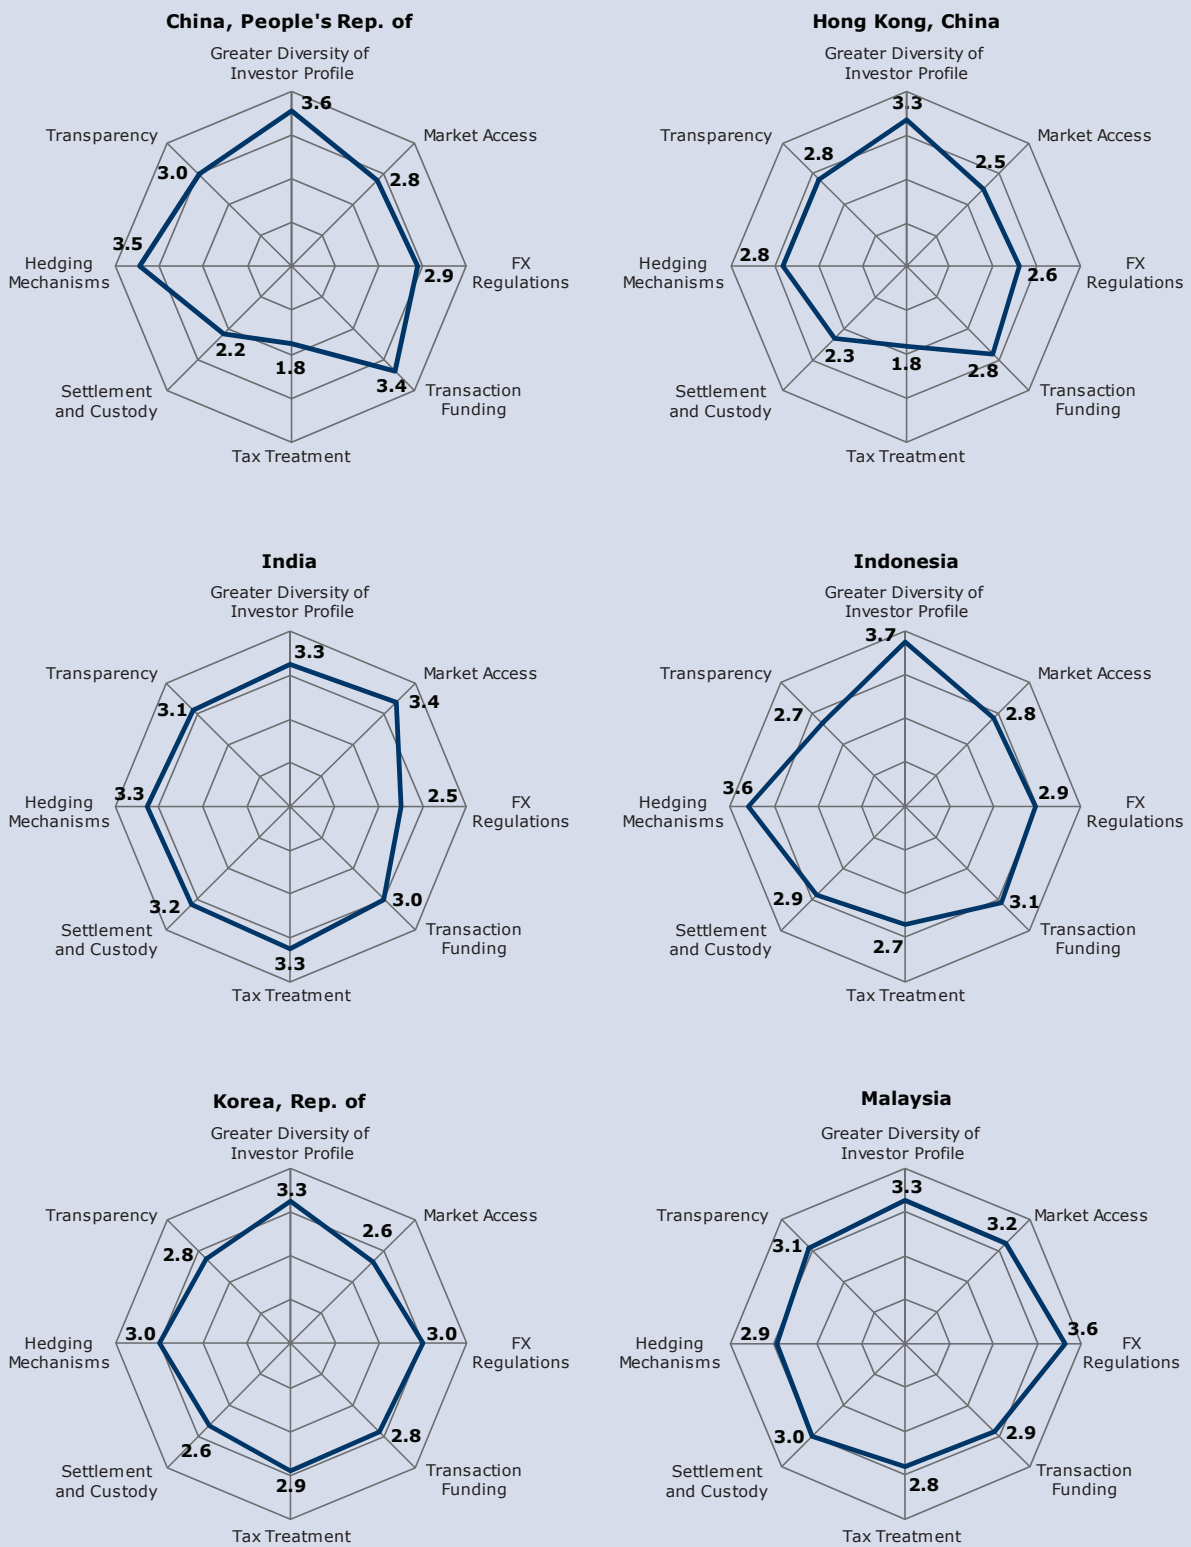 China, People's Rep. of
Greater Diversity of
Investor Profile
3.6
Transparency
Market Access
3.0
2.8
3.5
Hedging
Mechanisms
2.9
FX
Regulations
2.2
1.8
3.4
Settlement
and Custody
Transaction
Funding
Tax Treatment
Hong Kong, China
Greater Diversity of
Investor Profile
3.3
Transparency
Market Access
2.8
2.5
2.8
Hedging
Mechanisms
2.6
FX
Regulations
2.3
1.8
2.8
Settlement
and Custody
Transaction
Funding
Tax Treatment
India
Greater Diversity of
Investor Profile
3.3
Transparency
Market Access
3.1
3.4
3.3
Hedging
Mechanisms
2.5
FX
Regulations
3.2
3.0
Settlement
and Custody
Transaction
Funding
3.3
Tax Treatment
Indonesia
Greater Diversity of
Investor Profile
3.7
Transparency
Market Access
2.7
2.8
3.6
Hedging
Mechanisms
2.9
FX
Regulations
2.9
3.1
Settlement
and Custody
Transaction
Funding
2.7
Tax Treatment
Korea, Rep. of
Greater Diversity of
Investor Profile
3.3
Transparency
Market Access
2.8
2.6
3.0
Hedging
Mechanisms
3.0
FX
Regulations
2.6
2.8
Settlement
and Custody
Transaction
Funding
2.9
Tax Treatment
Malaysia
Greater Diversity of
Investor Profile
3.3
Transparency
Market Access
3.1
3.2
2.9
Hedging
Mechanisms
3.6
FX
Regulations
3.0
2.9
Settlement
and Custody
Transaction
Funding
2.8
Tax Treatment